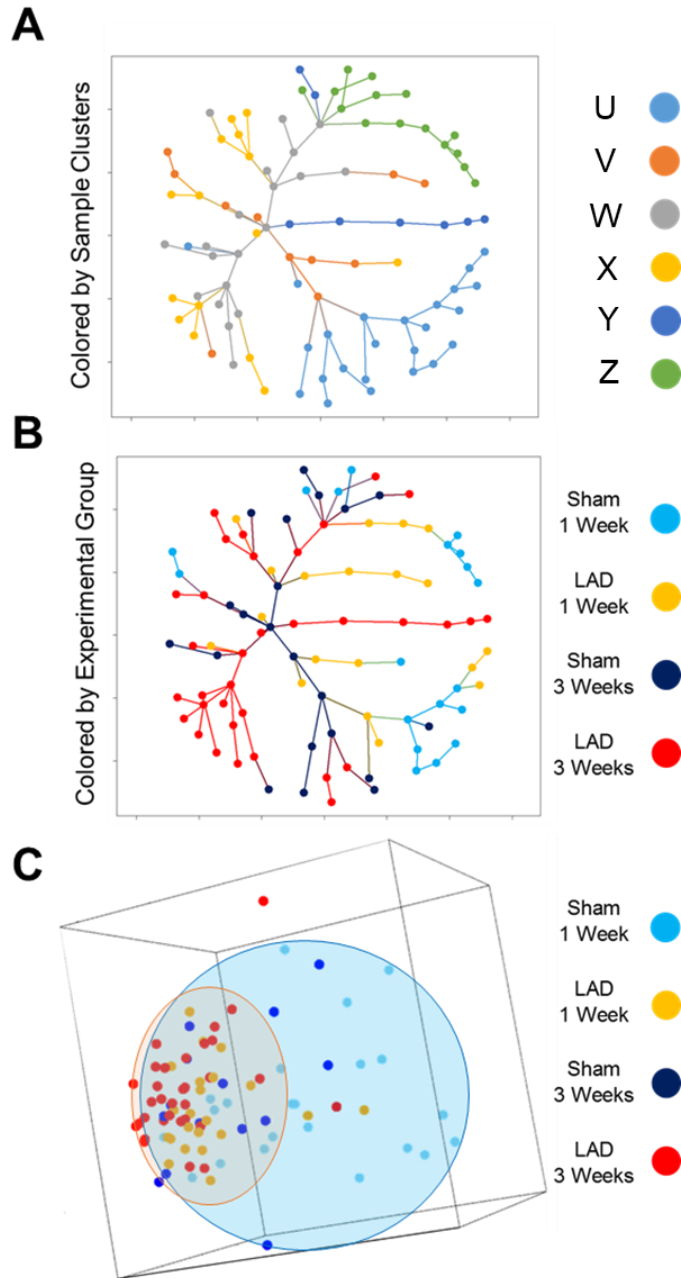 A
Colored by Sample Clusters
U
V
W
X
Y
Z
B
Colored by Experimental Group
Sham
1 Week
LAD
1 Week
Sham
3 Weeks
LAD
3 Weeks
C
Sham
1 Week
LAD
1 Week
Sham
3 Weeks
LAD
3 Weeks